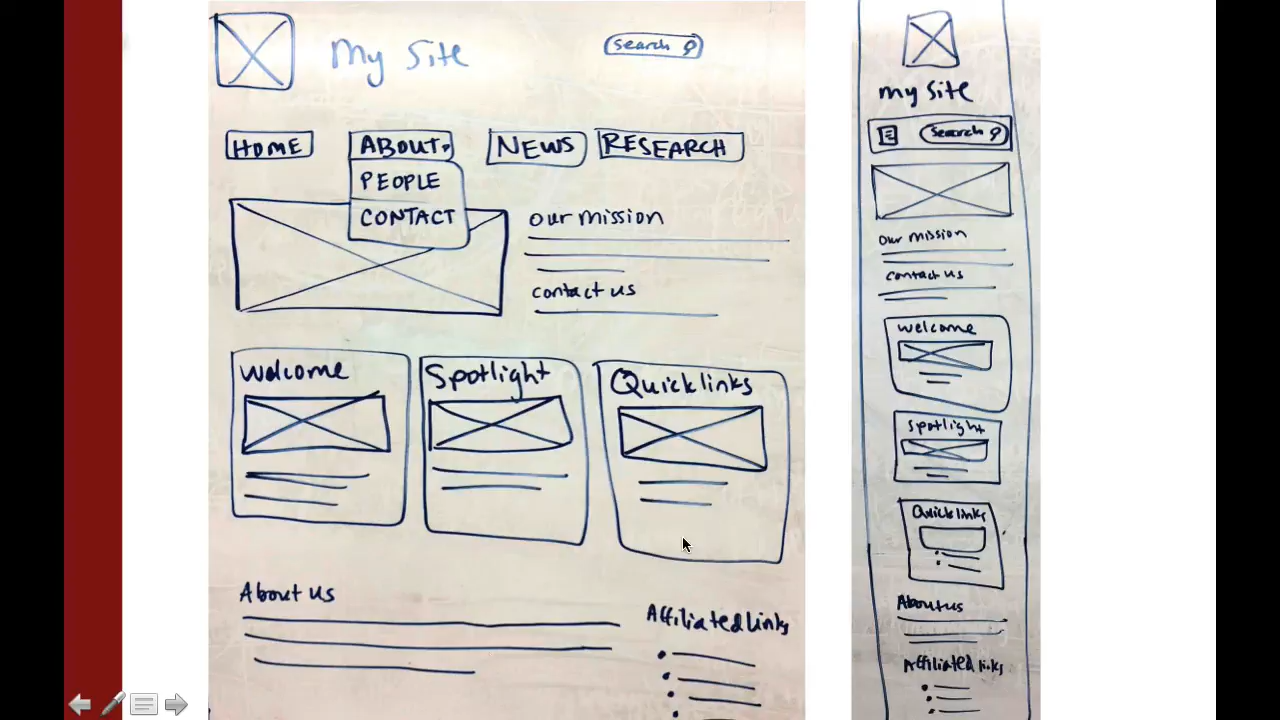 My Site
Search
HOME
ABOUT
NEWS
RESEARCH
PEOPLE
CONTACT
our mission
contact us
Welcome
Spotlight
Quicklinks
About us
Affiliated links
my site
Search
our mission
contact us
welcome
Spotlight
Quicklinks
About us
Affiliated links